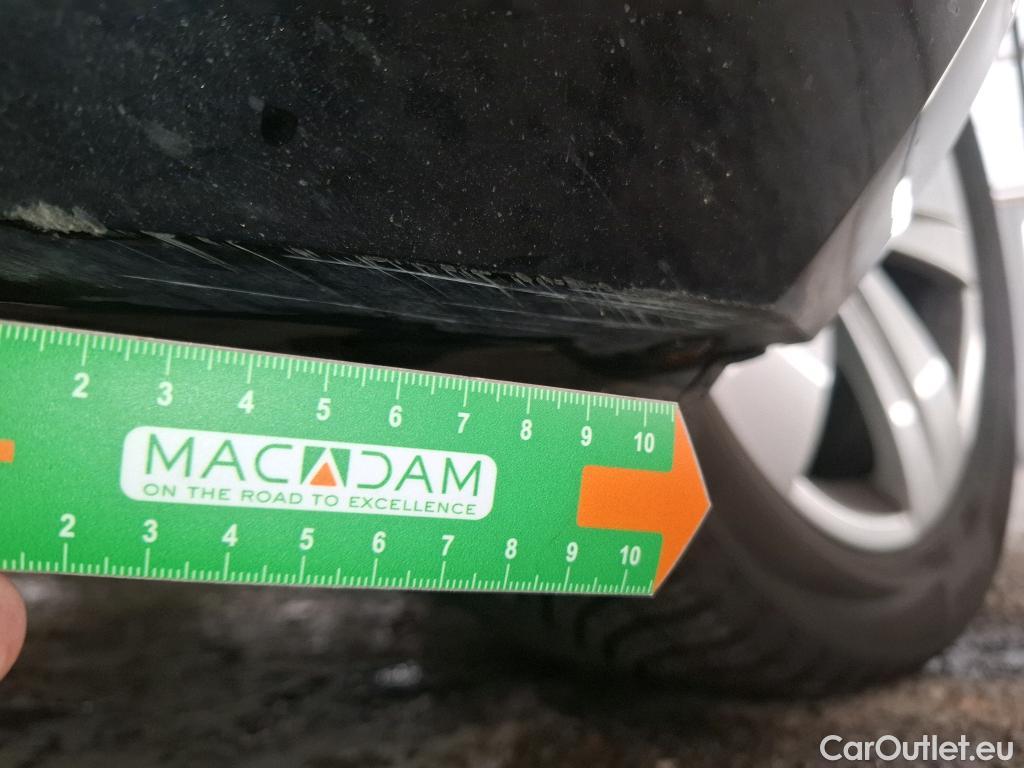 2 3 4 5 6 7 8 9 10
MACADAM
ON THE ROAD TO EXCELLENCE
2 3 4 5 6 7 8 9 10
CarOutlet.eu